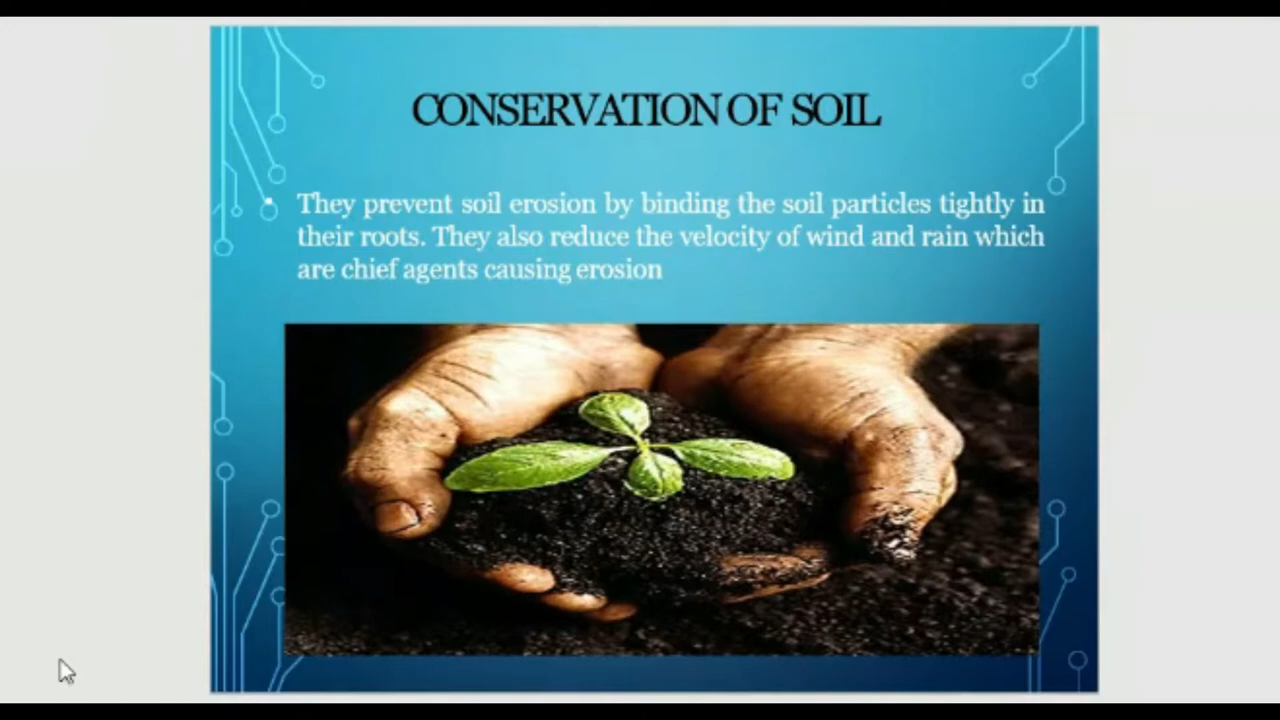 CONSERVATION OF SOIL
They prevent soil erosion by binding the soil particles tightly in
their roots. They also reduce the velocity of wind and rain which
are chief agents causing erosion